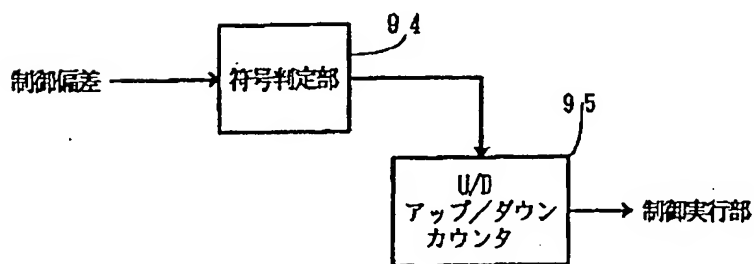 94
制御偏差
符号判定部
95
U/D
アップ/ダウン
カウンタ
制御実行部